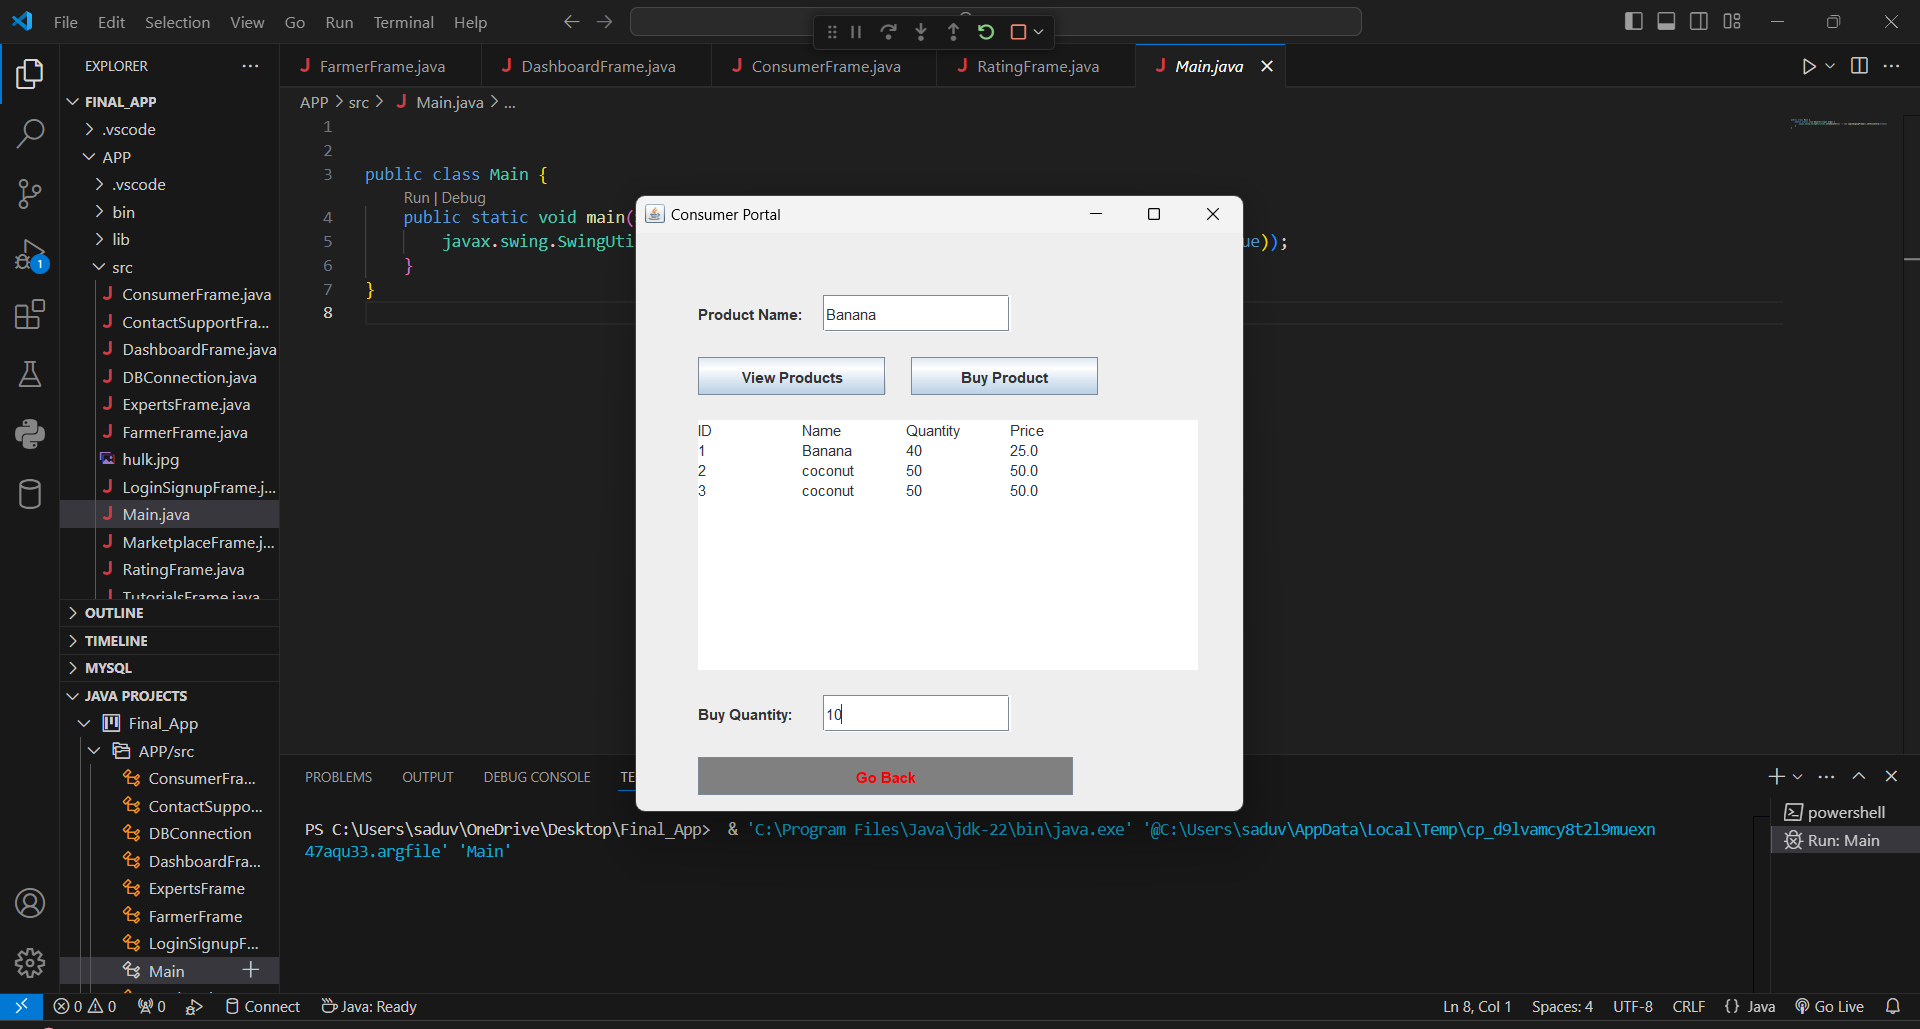 File Edit Selection View Go Run Terminal Help
EXPLORER
FINAL_APP
.vscode
APP
.vscode
bin
lib
src
ConsumerFrame.java
ContactSupportFra...
DashboardFrame.java
DBConnection.java
ExpertsFrame.java
FarmerFrame.java
hulk.jpg
LoginSignupFrame.j...
Main.java
MarketplaceFrame.j...
RatingFrame.java
TutorialsFrame.java
OUTLINE
TIMELINE
MYSQL
JAVA PROJECTS
Final_App
APP/src
ConsumerFra...
ContactSuppo...
DBConnection
DashboardFra...
ExpertsFrame
FarmerFrame
LoginSignupF...
Main
1
FarmerFrame.java DashboardFrame.java ConsumerFrame.java RatingFrame.java Main.java
APP > src > Main.java > ...
1
2
3 public class Main {
Run | Debug
4 public static void main(
5 javax.swing.SwingUti ue));
6 }
7 }
8
Consumer Portal
Product Name: Banana
View Products Buy Product
ID Name Quantity Price
1 Banana 40 25.0
2 coconut 50 50.0
3 coconut 50 50.0
Buy Quantity: 10
Go Back
PROBLEMS OUTPUT DEBUG CONSOLE TE
PS C:\Users\saduv\OneDrive\Desktop\Final_App> & 'C:\Program Files\Java\jdk-22\bin\java.exe' '@C:\Users\saduv\AppData\Local\Temp\cp_d9lvamcy8t2l9muexn
47aqu33.argfile' 'Main'
powershell
Run: Main
0 0 0 Connect Java: Ready Ln 8, Col 1 Spaces: 4 UTF-8 CRLF {} Java Go Live